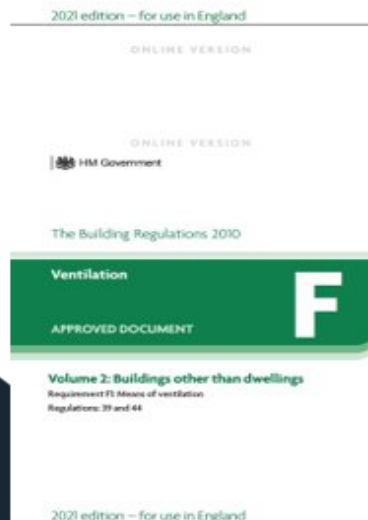 2021 edition – for use in England
ONLINE VERSION
ONLINE VERSION
HM Government
The Building Regulations 2010
Ventilation
F
APPROVED DOCUMENT
Volume 2: Buildings other than dwellings
Requirement F1: Means of ventilation
Regulations: 39 and 44
2021 edition – for use in England